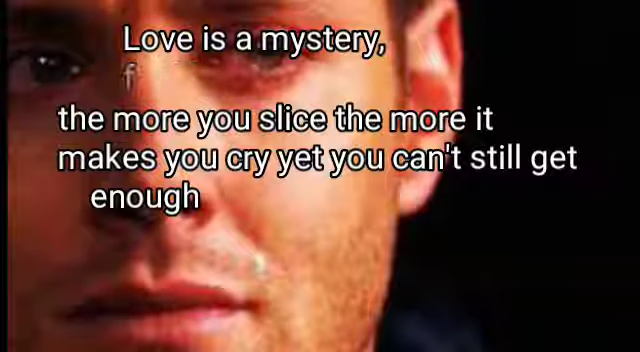 Love is a mystery,
f
the more you slice the more it
makes you cry yet you can't still get
enough